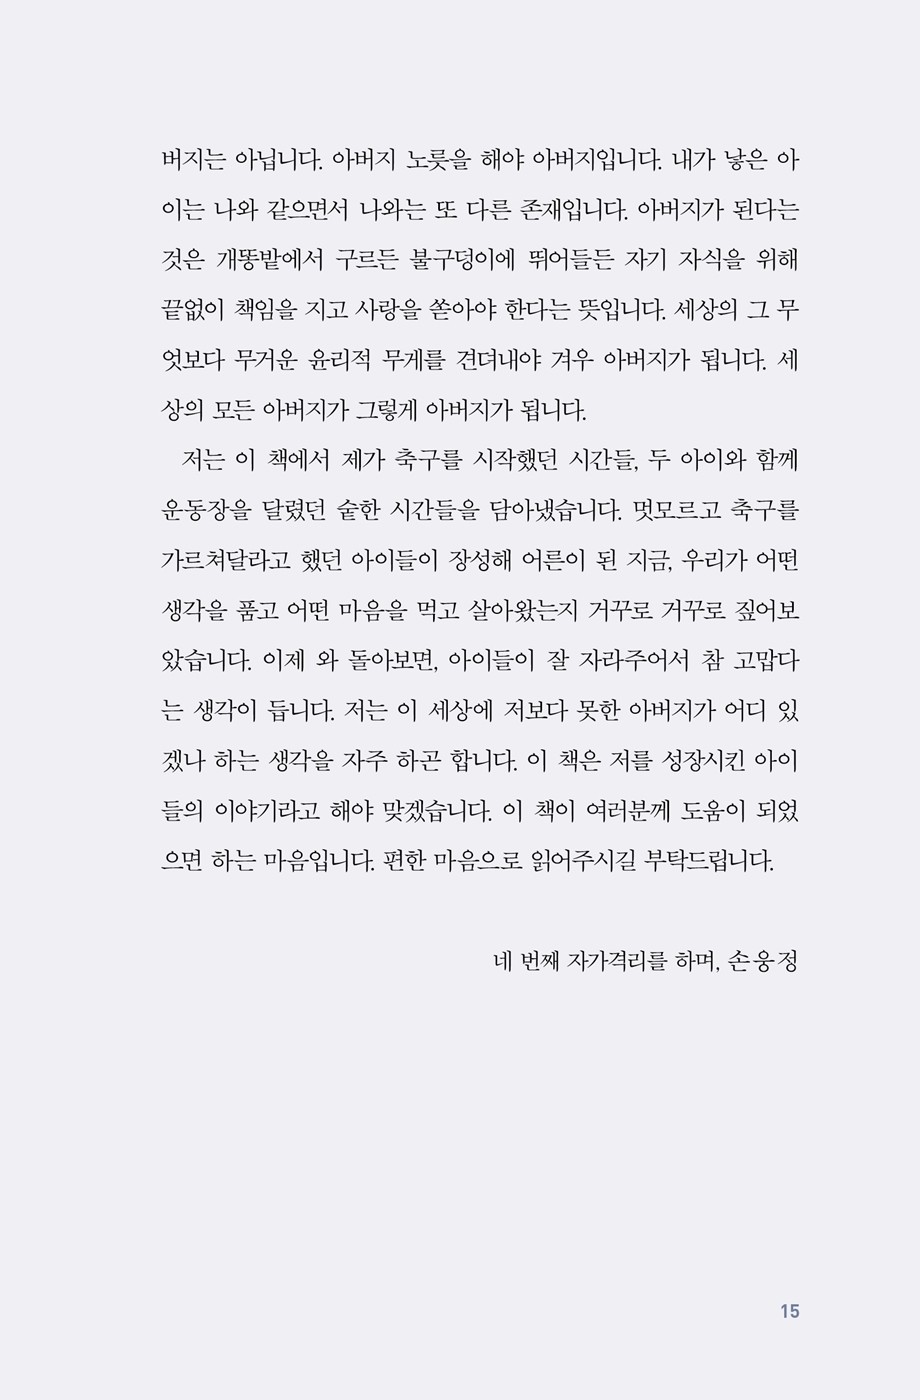 버지는 아닙니다. 아버지 노릇을 해야 아버지입니다. 내가 낳은 아
이는 나와 같으면서 나와는 또 다른 존재입니다. 아버지가 된다는
것은 개똥밭에서 구르든 불구덩이에 뛰어들든 자기 자식을 위해
끝없이 책임을 지고 사랑을 쏟아야 한다는 뜻입니다. 세상의 그 무
엇보다 무거운 윤리적 무게를 견뎌내야 겨우 아버지가 됩니다. 세
상의 모든 아버지가 그렇게 아버지가 됩니다.
저는 이 책에서 제가 축구를 시작했던 시간들, 두 아이와 함께
운동장을 달렸던 숱한 시간들을 담아냈습니다. 멋모르고 축구를
가르쳐달라고 했던 아이들이 장성해 어른이 된 지금, 우리가 어떤
생각을 품고 어떤 마음을 먹고 살아왔는지 거꾸로 거꾸로 짚어보
았습니다. 이제 와 돌아보면, 아이들이 잘 자라주어서 참 고맙다
는 생각이 듭니다. 저는 이 세상에 저보다 못한 아버지가 어디 있
겠나 하는 생각을 자주 하곤 합니다. 이 책은 저를 성장시킨 아이
들의 이야기라고 해야 맞겠습니다. 이 책이 여러분께 도움이 되었
으면 하는 마음입니다. 편한 마음으로 읽어주시길 부탁드립니다.
네 번째 자가격리를 하며, 손웅정
15